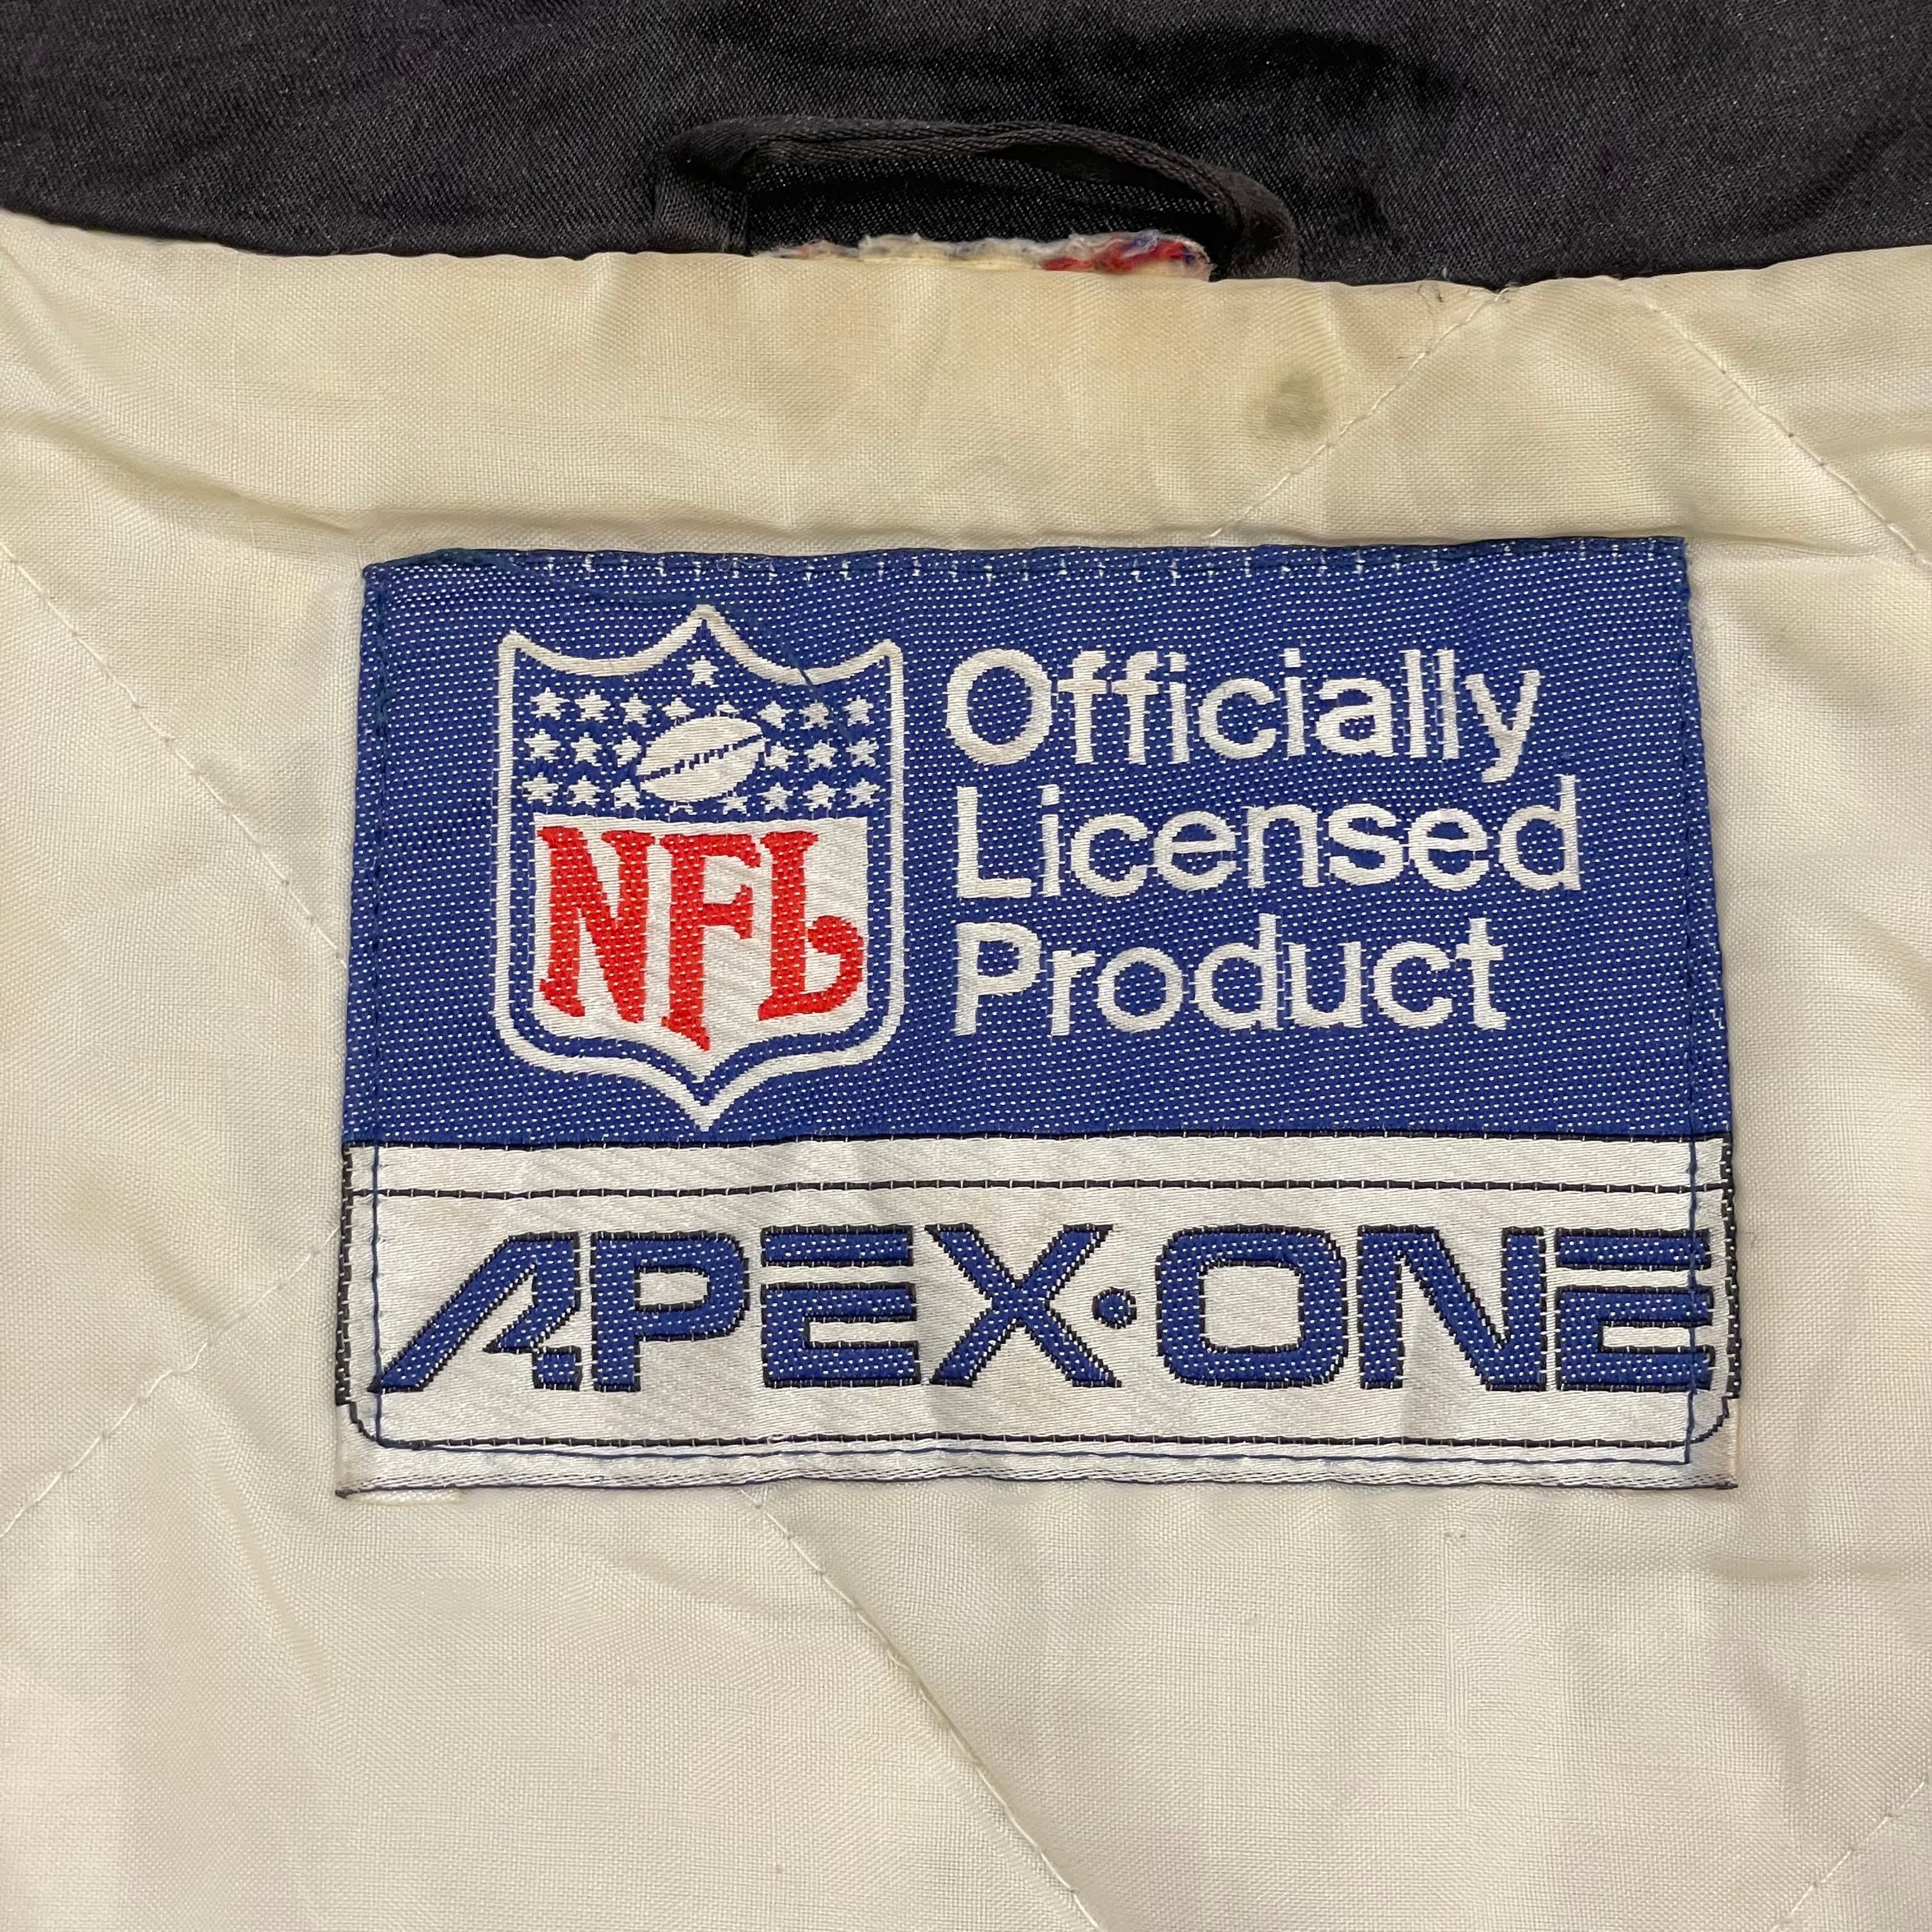 NFL
Officially
Licensed
Product
APEX·ONE